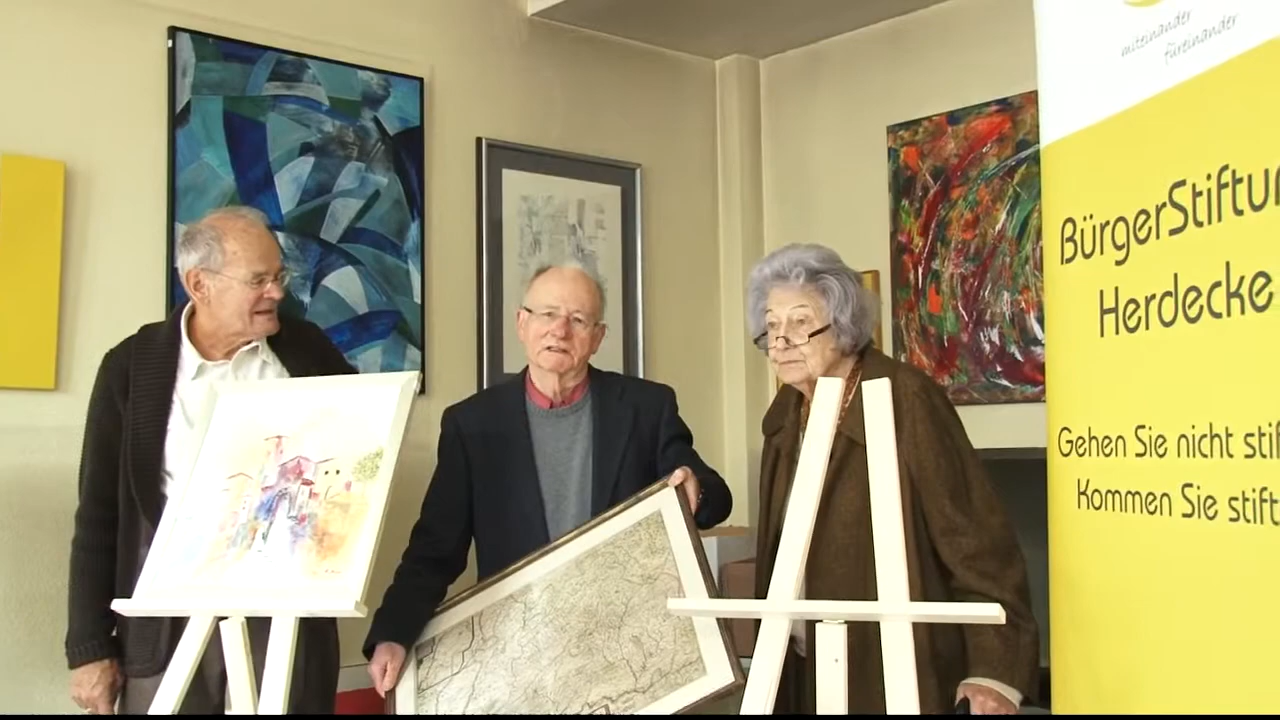 miteinander
füreinander
BürgerStiftun
Herdecke
Gehen Sie nicht stif
Kommen Sie stift